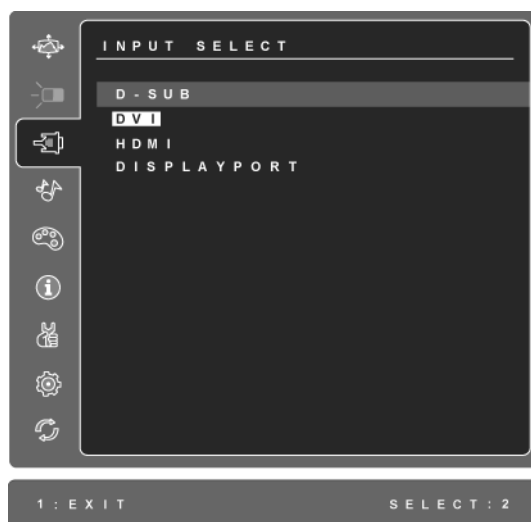 INPUT SELECT
D-SUB
DVI
HDMI
DISPLAYPORT
1:EXIT SELECT:2